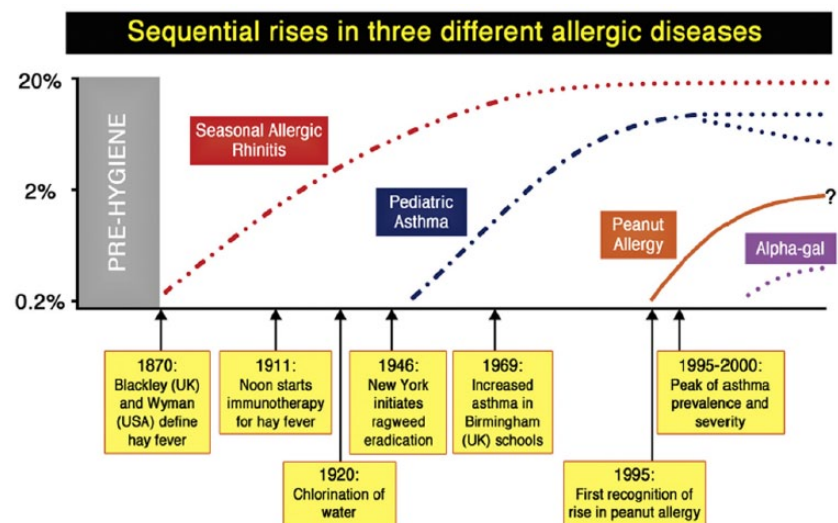 Sequential rises in three different allergic diseases
20%
2%
0.2%
PRE-HYGIENE
Seasonal Allergic
Rhinitis
Pediatric
Asthma
Peanut
Allergy
?
Alpha-gal
1870:
Blackley (UK)
and Wyman
(USA) define
hay fever
1911:
Noon starts
immunotherapy
for hay fever
1920:
Chlorination of
water
1946:
New York
initiates
ragweed
eradication
1969:
Increased
asthma in
Birmingham
(UK) schools
1995:
First recognition of
rise in peanut allergy
1995-2000:
Peak of asthma
prevalence and
severity